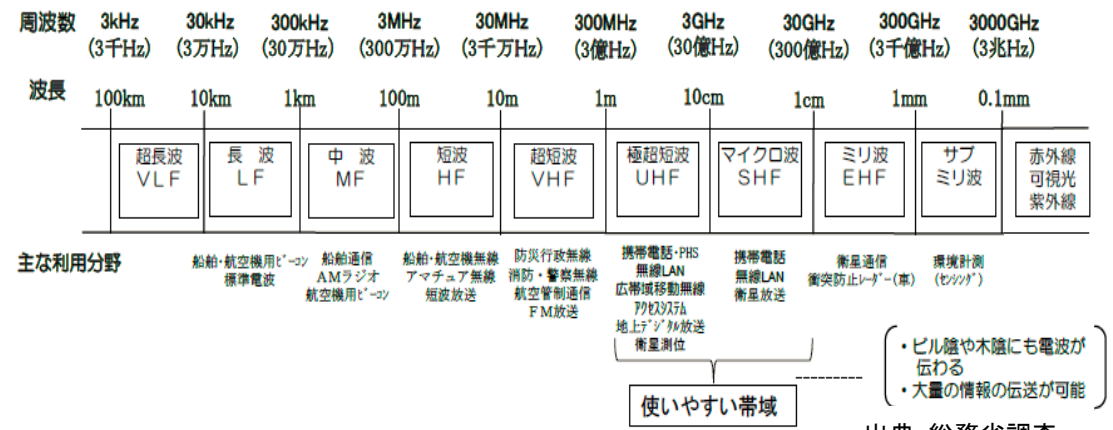 周波数 3kHz 30kHz 300kHz 3MHz 30MHz 300MHz 3GHz 30GHz 300GHz 3000GHz
(3千Hz) (3万Hz) (30万Hz) (300万Hz) (3千万Hz) (3億Hz) (30億Hz) (300億Hz) (3千億Hz) (3兆Hz)
波長 100km 10km 1km 100m 10m 1m 10cm 1cm 1mm 0.1mm
超長波
VLF
長 波
LF
中 波
MF
短波
HF
超短波
VHF
極超短波
UHF
マイクロ波
SHF
ミリ波
EHF
サブ
ミリ波
赤外線
可視光
紫外線
主な利用分野
船舶・航空機用ビーコン
標準電波
船舶通信
AMラジオ
航空機用ビーコン
船舶・航空機無線
アマチュア無線
短波放送
防災行政無線
消防・警察無線
航空管制通信
FM放送
携帯電話・PHS
無線LAN
広帯域移動無線
アクセスシステム
地上デジタル放送
衛星測位
携帯電話
無線LAN
衛星放送
衛星通信
衝突防止レーダー(車)
環境計測
(センシング)
使いやすい帯域
・ビル陰や木陰にも電波が
伝わる
・大量の情報の伝送が可能